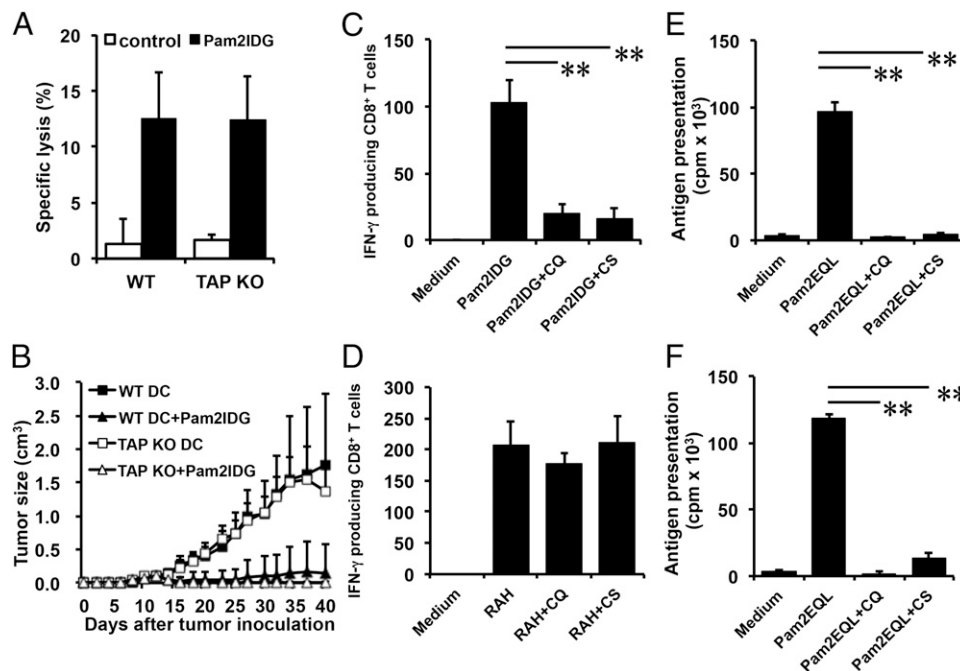 A
control Pam2IDG
Specific lysis (%)
20
15
10
5
0
WT TAP KO
B
Tumor size (cm3)
3.0
2.5
2.0
1.5
1.0
0.5
0.0
WT DC
WT DC+Pam2IDG
TAP KO DC
TAP KO+Pam2IDG
0 5 10 15 20 25 30 35 40
Days after tumor inoculation
C
IFN-γ producing CD8+ T cells
150
100
50
0
**
**
Medium
Pam2IDG
Pam2IDG+CQ
Pam2IDG+CS
D
IFN-γ producing CD8+ T cells
300
250
200
150
100
50
0
Medium
RAH
RAH+CQ
RAH+CS
E
Antigen presentation
(cpm x 103)
150
100
50
0
**
**
Medium
Pam2EQL
Pam2EQL+CQ
Pam2EQL+CS
F
Antigen presentation
(cpm x 103)
150
100
50
0
**
**
Medium
Pam2EQL
Pam2EQL+CQ
Pam2EQL+CS